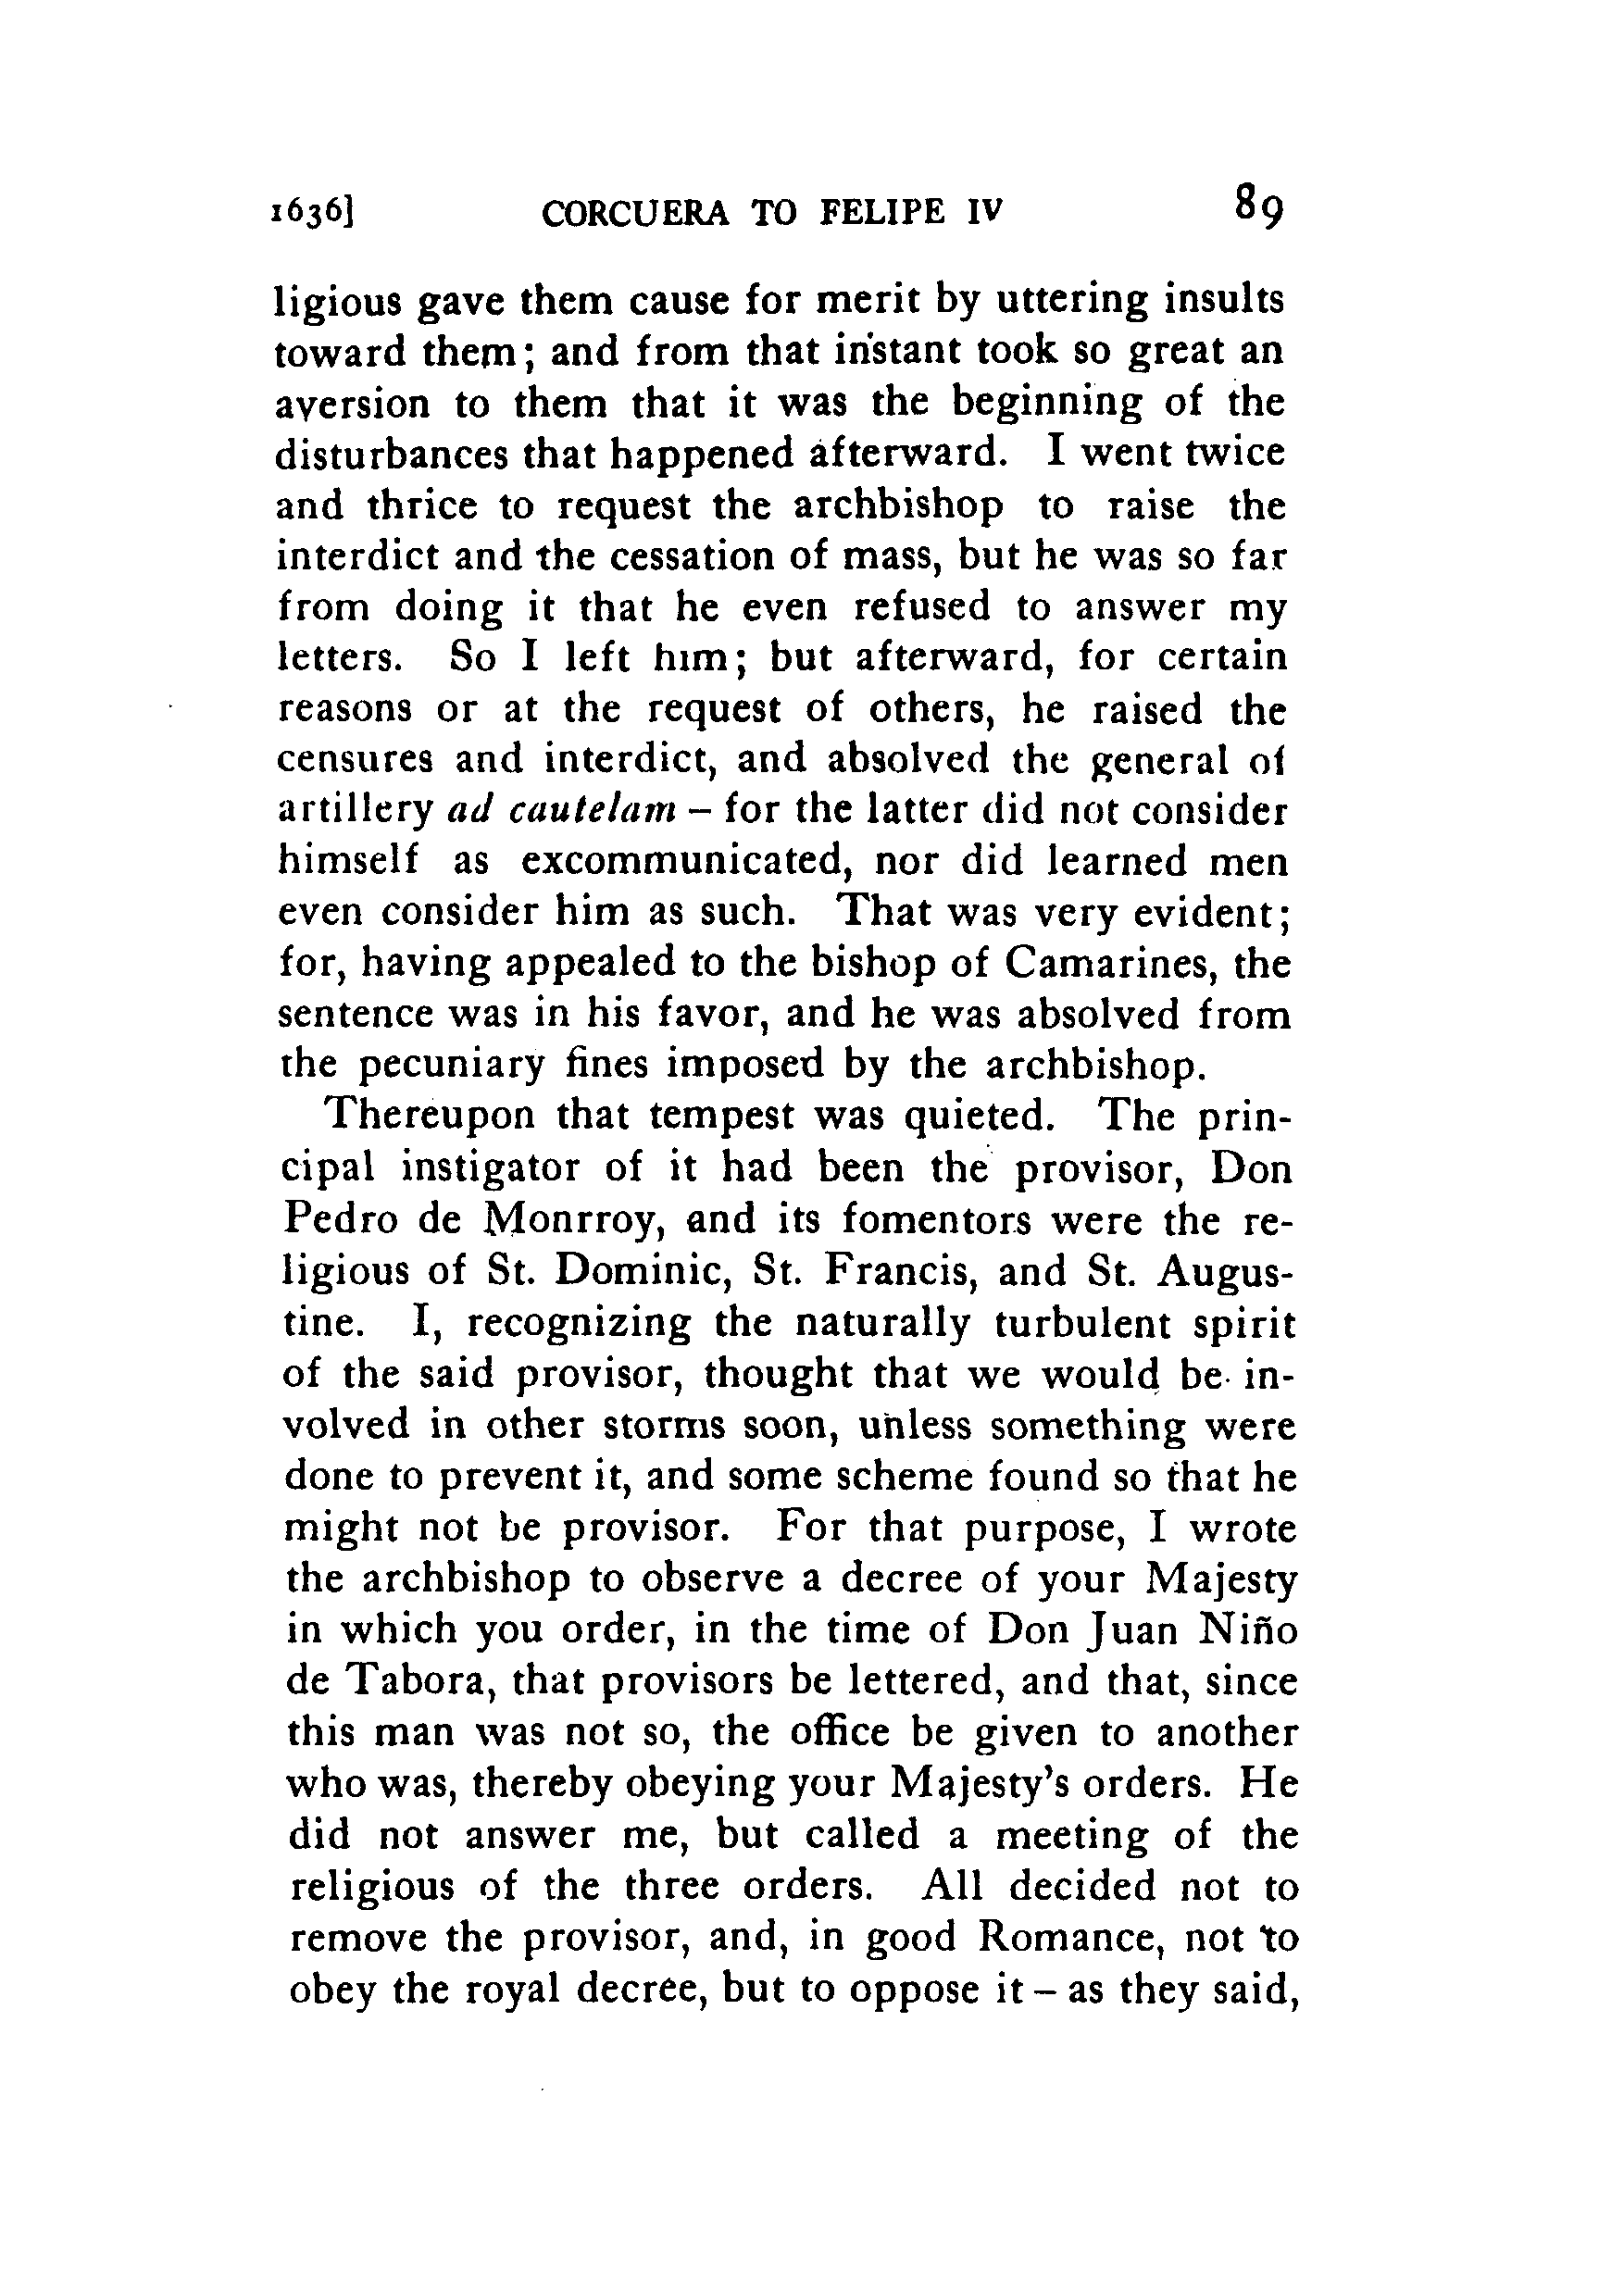 1636] CORCUERA TO FELIPE IV 89
ligious gave them cause for merit by uttering insults
toward them; and from that instant took so great an
aversion to them that it was the beginning of the
disturbances that happened afterward. I went twice
and thrice to request the archbishop to raise the
interdict and the cessation of mass, but he was so far
from doing it that he even refused to answer my
letters. So I left him; but afterward, for certain
reasons or at the request of others, he raised the
censures and interdict, and absolved the general of
artillery ad cautelam – for the latter did not consider
himself as excommunicated, nor did learned men
even consider him as such. That was very evident;
for, having appealed to the bishop of Camarines, the
sentence was in his favor, and he was absolved from
the pecuniary fines imposed by the archbishop.
Thereupon that tempest was quieted. The prin-
cipal instigator of it had been the provisor, Don
Pedro de Monrroy, and its fomentors were the re-
ligious of St. Dominic, St. Francis, and St. Augus-
tine. I, recognizing the naturally turbulent spirit
of the said provisor, thought that we would be in-
volved in other storms soon, unless something were
done to prevent it, and some scheme found so that he
might not be provisor. For that purpose, I wrote
the archbishop to observe a decree of your Majesty
in which you order, in the time of Don Juan Niño
de Tabora, that provisors be lettered, and that, since
this man was not so, the office be given to another
who was, thereby obeying your Majesty's orders. He
did not answer me, but called a meeting of the
religious of the three orders. All decided not to
remove the provisor, and, in good Romance, not to
obey the royal decree, but to oppose it – as they said,